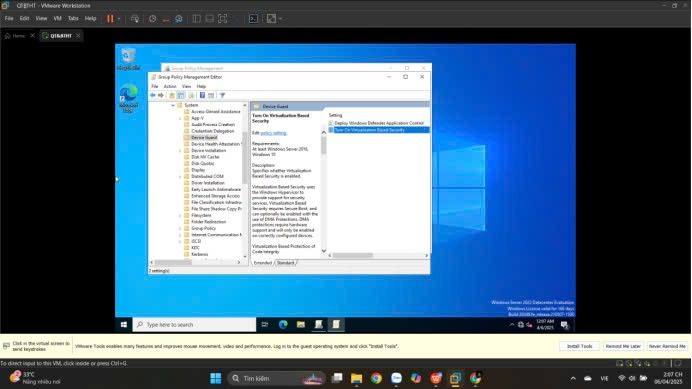 QTHTHT - VMware Workstation
File Edit View VM Tabs Help
Home
QTHTHT
Recycle Bin
Microsoft Edge
Group Policy Management
Group Policy Management Editor
File Action View Help
System
Access-Denied Assistance
App-V
Audit Process Creation
Credentials Delegation
Device Guard
Device Health Attestation
Device Installation
Disk NV Cache
Disk Quotas
Display
Distributed COM
Driver Installation
Early Launch Antimalware
Enhanced Storage Access
File Classification Infrastructure
File Share Shadow Copy Pr
Filesystem
Folder Redirection
Group Policy
Internet Communication M
iSCSI
KDC
Kerberos
Device Guard
Turn On Virtualization Based Security
Edit policy setting
Requirements:
At least Windows Server 2016,
Windows 10
Description:
Specifies whether Virtualization
Based Security is enabled.
Virtualization Based Security uses
the Windows Hypervisor to
provide support for security
services. Virtualization Based
Security requires Secure Boot, and
can optionally be enabled with the
use of DMA Protections. DMA
protections require hardware
support and will only be enabled
on correctly configured devices.
Virtualization Based Protection of
Code Integrity
Setting
Deploy Windows Defender Application Control
Turn On Virtualization Based Security
Extended Standard
2 setting(s)
Windows Server 2022 Datacenter Evaluation
Windows License valid for 180 days
Type here to search
12:07 AM
4/6/2025
Click in the virtual screen to send keystrokes
VMware Tools enables many features and improves mouse movement, video and performance. Log in to the guest operating system and click "Install Tools".
Install Tools
Remind Me Later
Never Remind Me
To direct input to this VM, click inside or press Ctrl+G.
33°C
Nắng nhiều nơi
Tìm kiếm
VIE
2:07 CH
06/04/2025